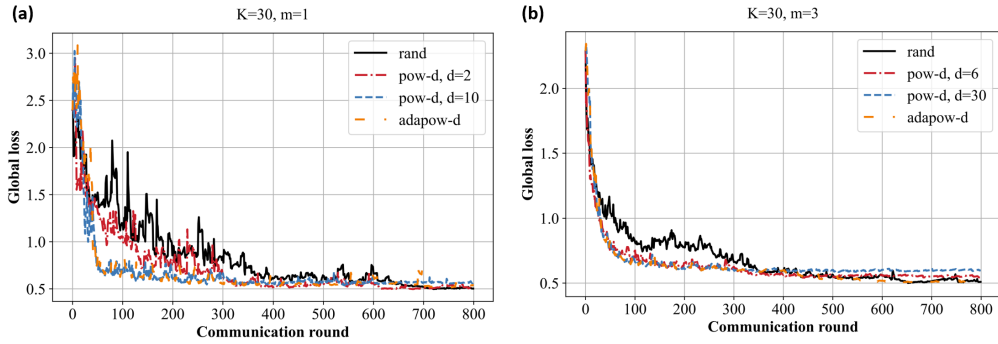 (a)
K=30, m=1
Global loss
3.0
2.5
2.0
1.5
1.0
0.5
rand
pow-d, d=2
pow-d, d=10
adapow-d
0 100 200 300 400 500 600 700 800
Communication round
(b)
K=30, m=3
Global loss
2.0
1.5
1.0
0.5
rand
pow-d, d=6
pow-d, d=30
adapow-d
0 100 200 300 400 500 600 700 800
Communication round